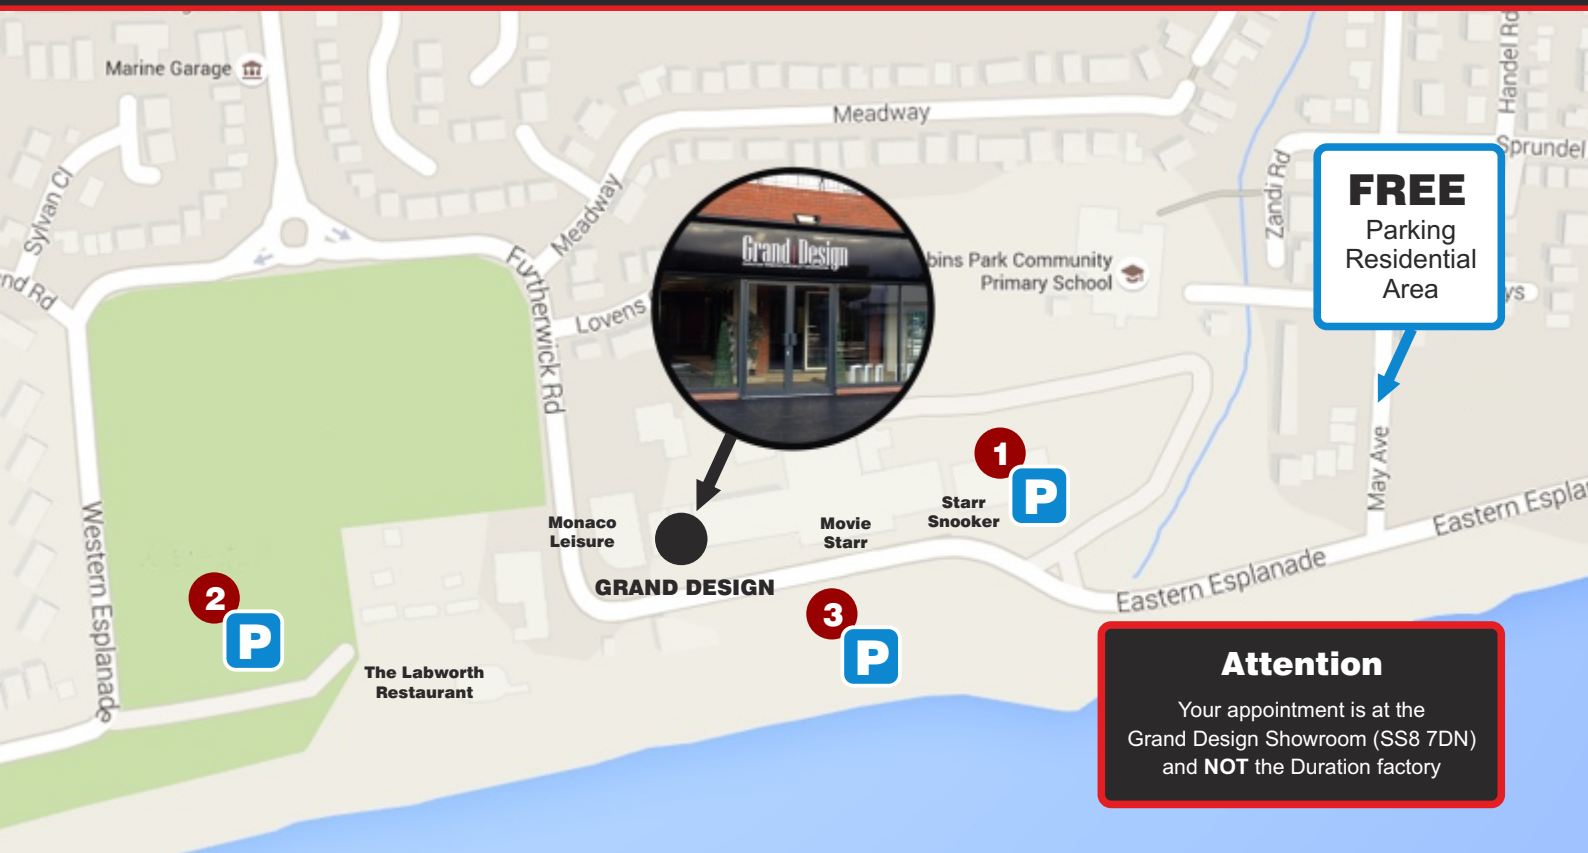 Marine Garage
Meadway
Handel Rd
Sprundel
Sylvan Cl
Meadway
Zandi Rd
FREE
Parking
Residential
Area
nd Rd
Furtherwick Rd
Lovens
Grand Design
bins Park Community
Primary School
ys
May Ave
Western Esplanade
Monaco
Leisure
Movie
Starr
Starr
Snooker
1
P
Eastern Espla
GRAND DESIGN
Eastern Esplanade
2
P
3
P
The Labworth
Restaurant
Attention
Your appointment is at the
Grand Design Showroom (SS8 7DN)
and NOT the Duration factory